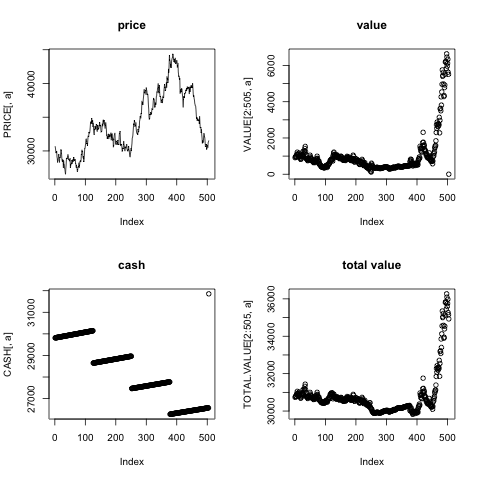 price
PRICE[, a]
30000 40000
0 100 200 300 400 500
Index
value
VALUE[2:505, a]
0 2000 4000 6000
0 100 200 300 400 500
Index
cash
CASH[, a]
27000 29000 31000
0 100 200 300 400 500
Index
total value
TOTAL.VALUE[2:505, a]
30000 32000 34000 36000
0 100 200 300 400 500
Index